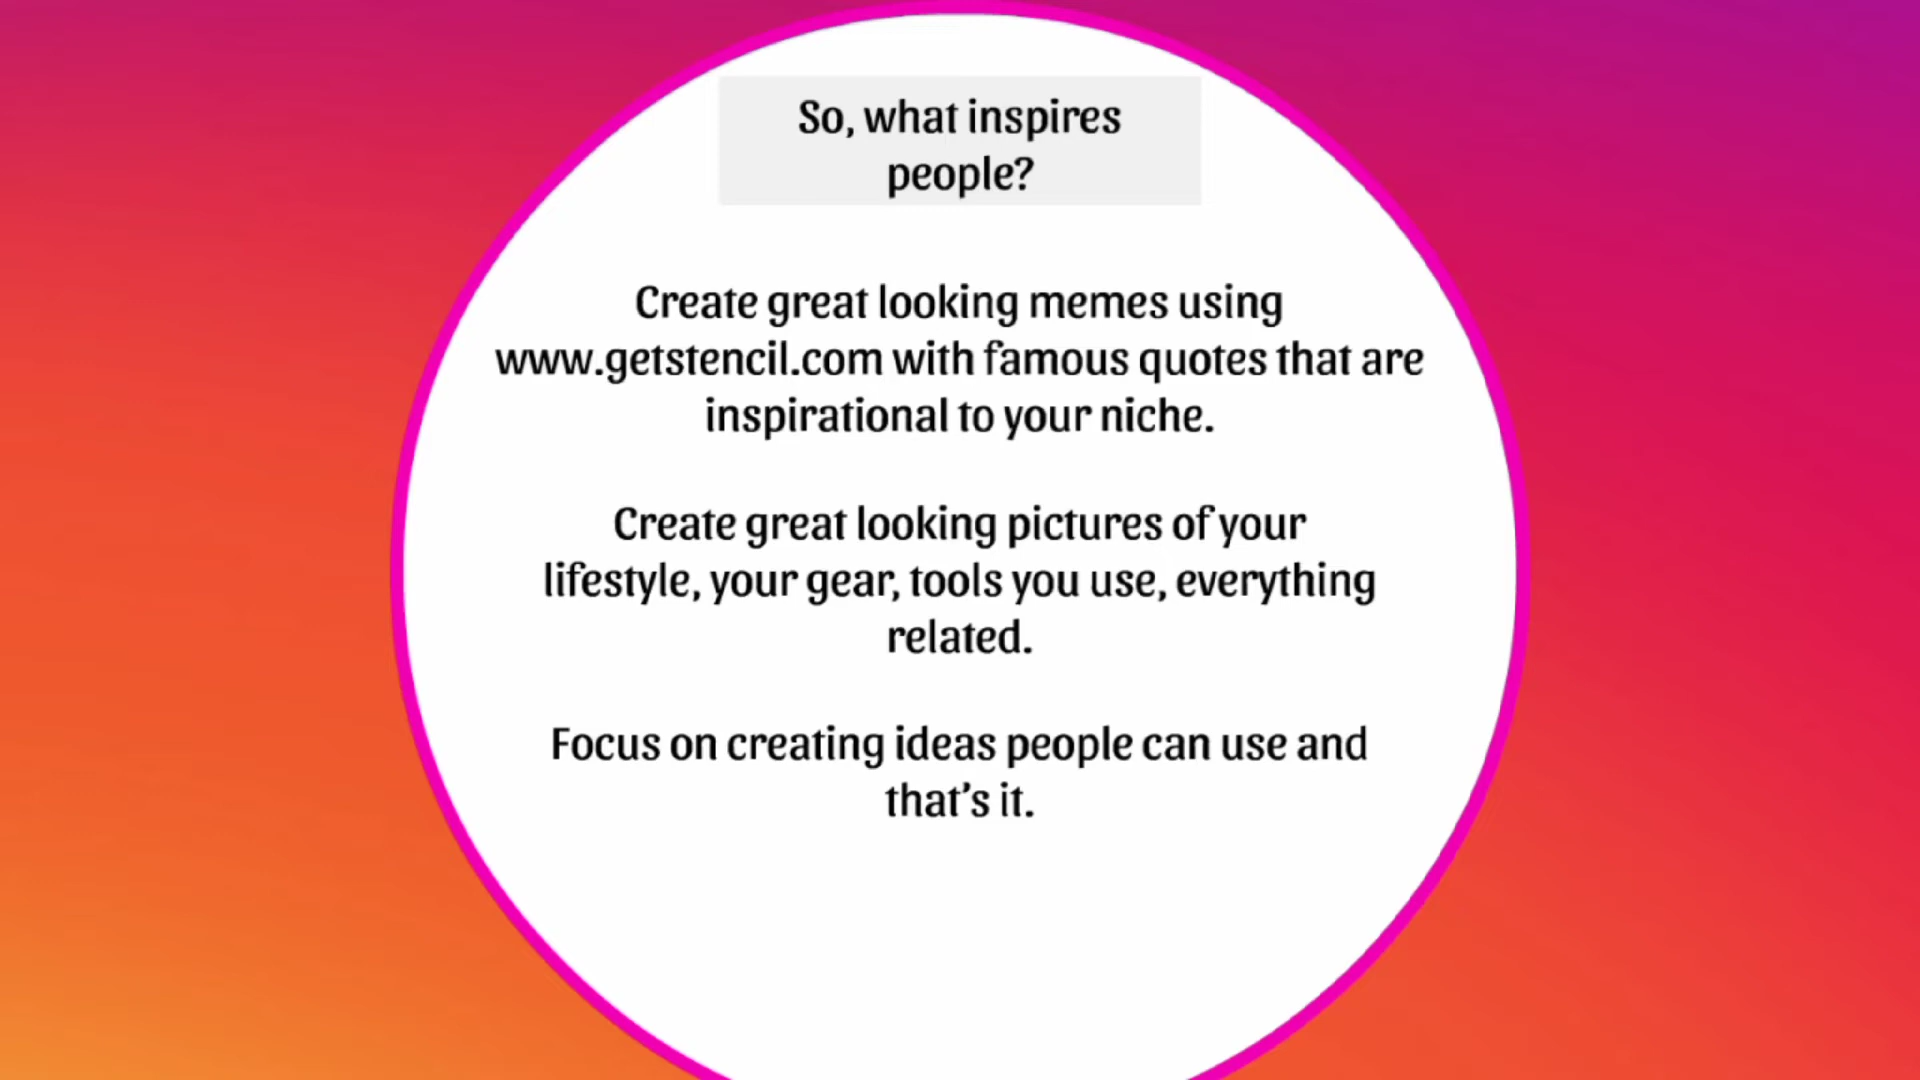 So, what inspires
people?
Create great looking memes using
www.getstencil.com with famous quotes that are
inspirational to your niche.
Create great looking pictures of your
lifestyle, your gear, tools you use, everything
related.
Focus on creating ideas people can use and
that’s it.